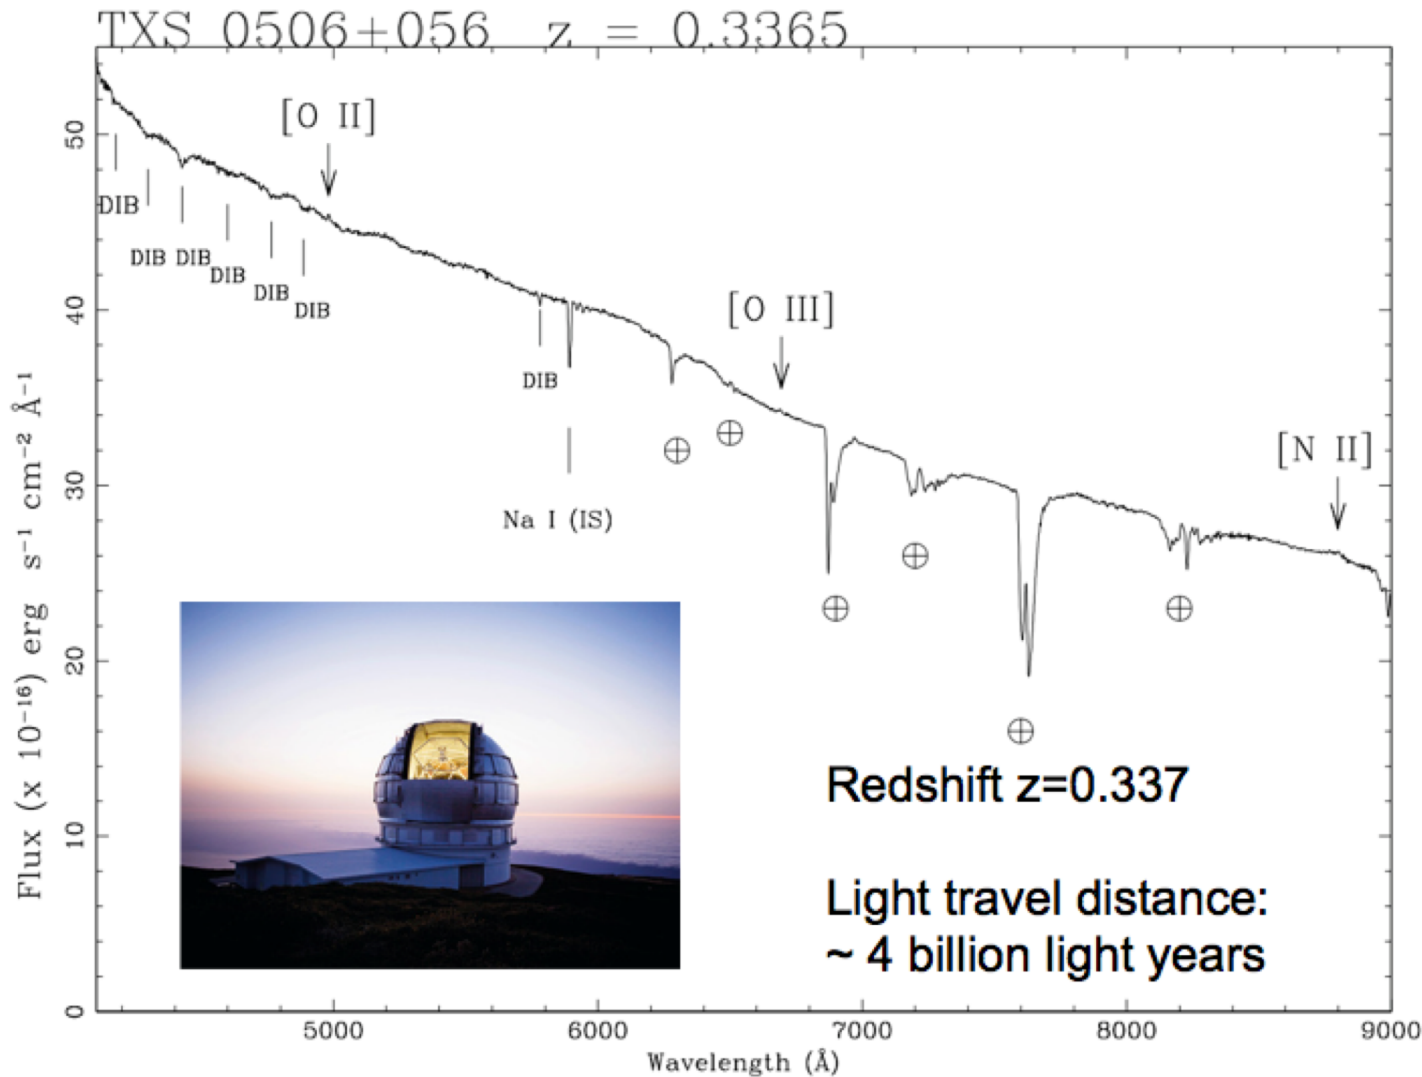 TXS 0506+056 z = 0.3365
[O II]
DIB
DIB
DIB
DIB
DIB
DIB
[O III]
DIB
Na I (IS)
[N II]
Flux (x 10⁻¹⁶) erg s⁻¹ cm⁻² Å⁻¹
50
40
30
20
10
0
Redshift z=0.337
Light travel distance:
~ 4 billion light years
5000
6000
7000
8000
9000
Wavelength (Å)